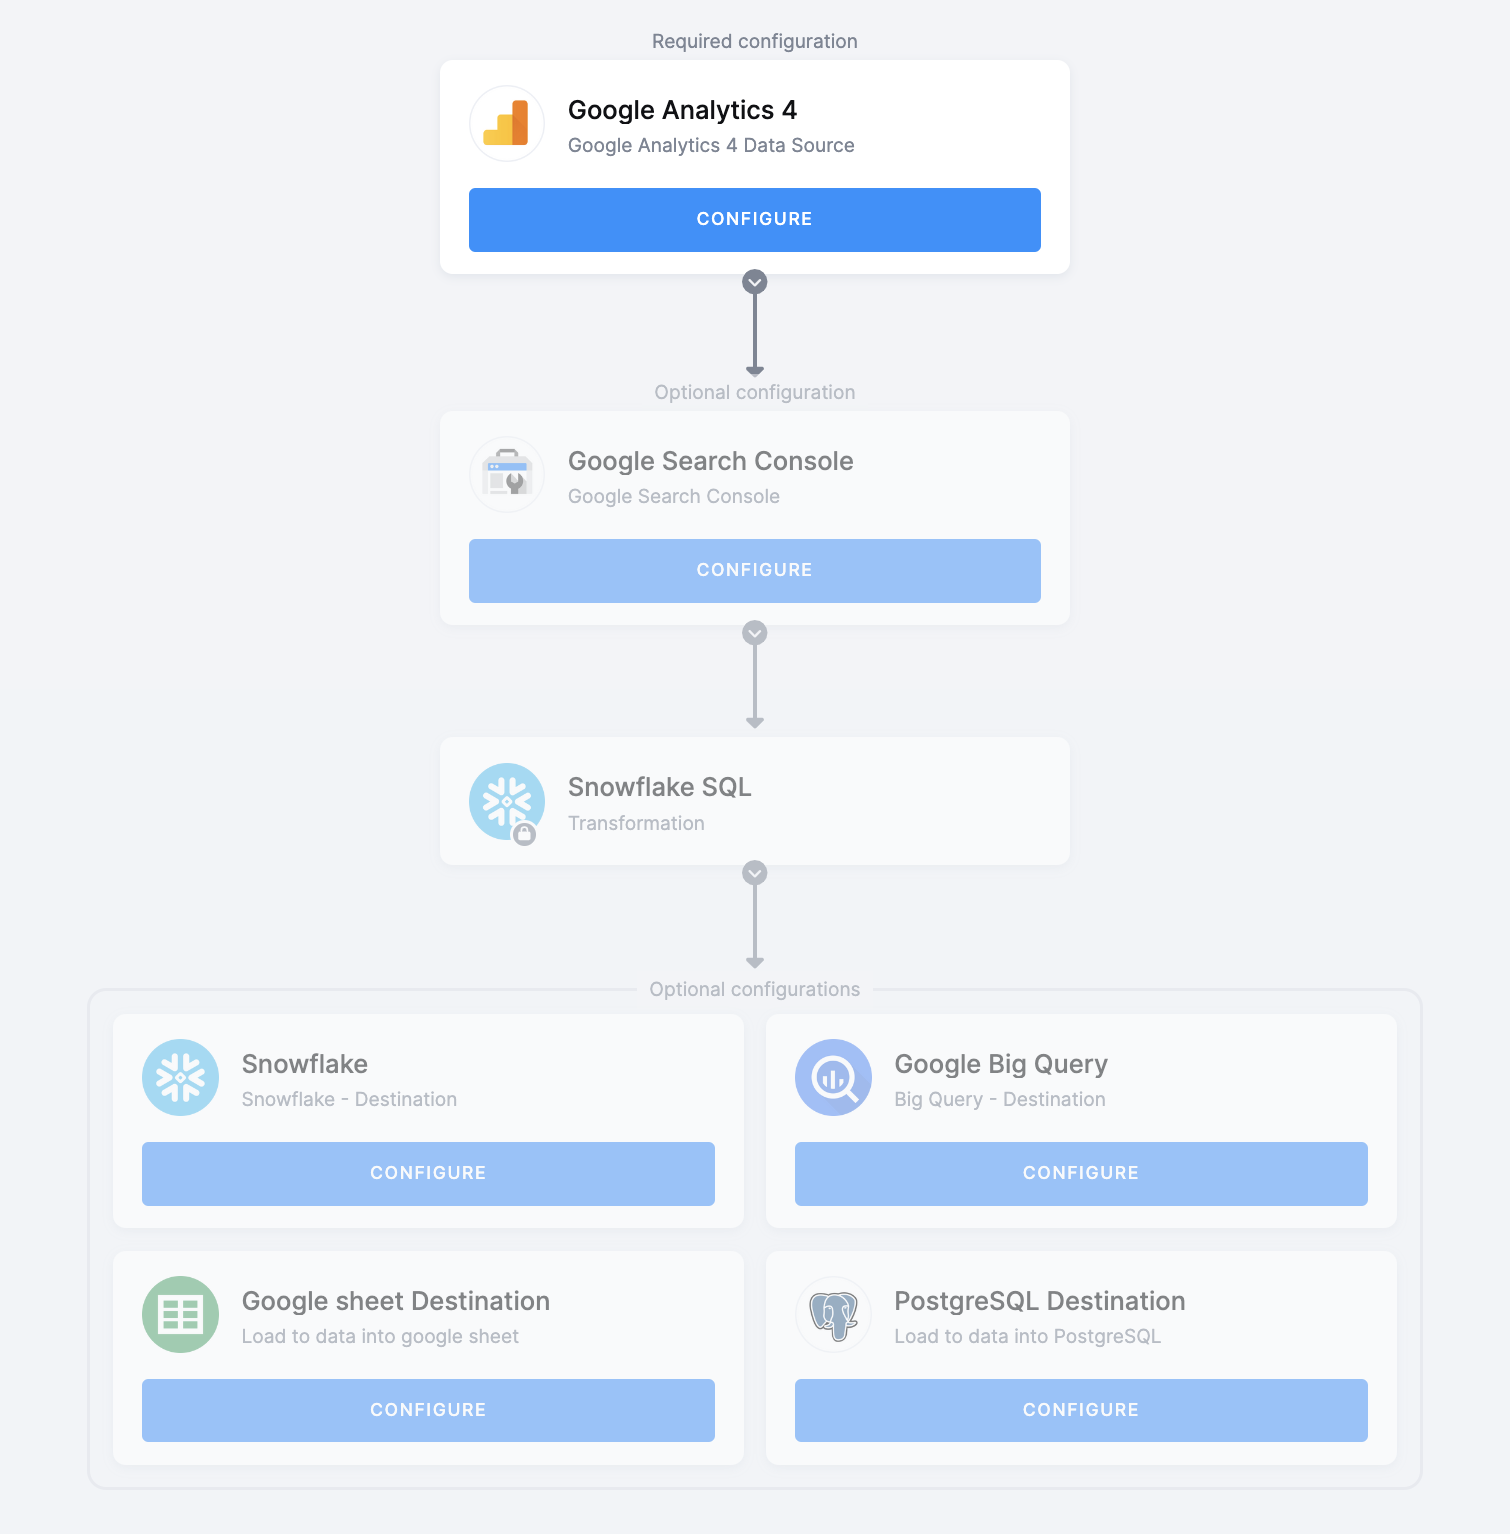 Required configuration
Google Analytics 4
Google Analytics 4 Data Source
CONFIGURE
Optional configuration
Google Search Console
Google Search Console
CONFIGURE
Snowflake SQL
Transformation
Optional configurations
Snowflake
Snowflake - Destination
CONFIGURE
Google Big Query
Big Query - Destination
CONFIGURE
Google sheet Destination
Load to data into google sheet
CONFIGURE
PostgreSQL Destination
Load to data into PostgreSQL
CONFIGURE